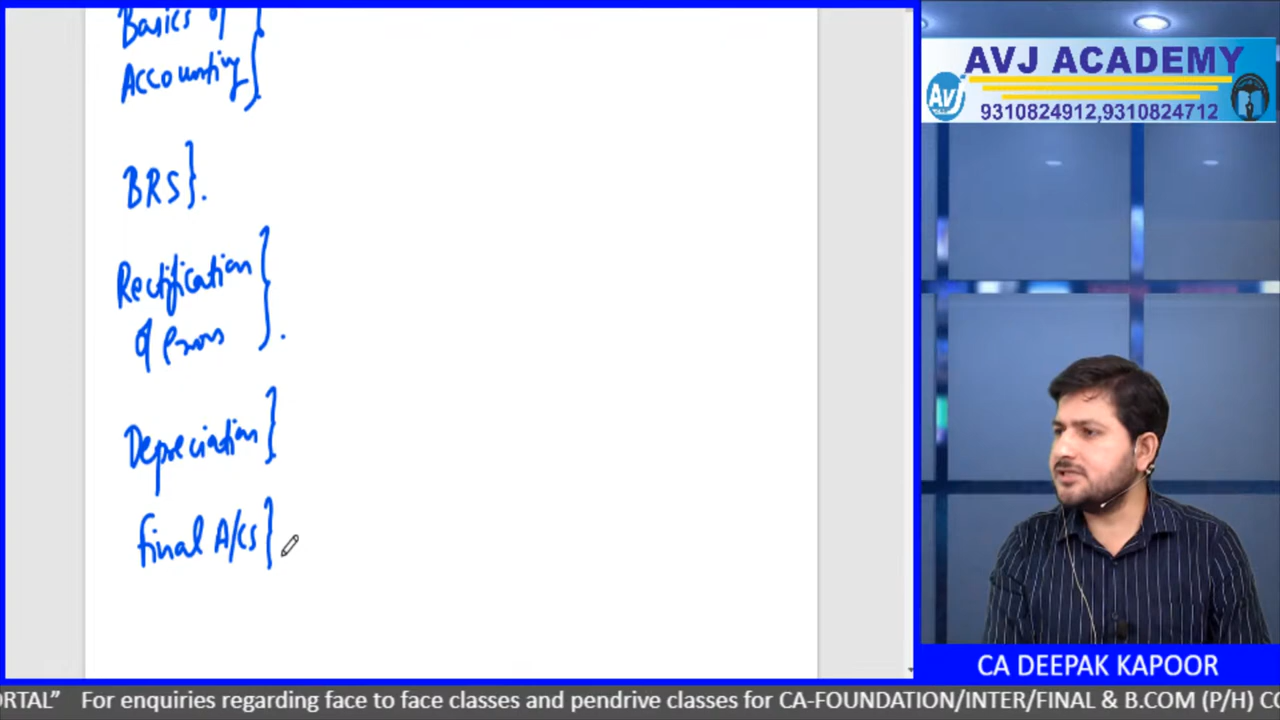 Basics of
Accounting
BRS
Rectification
of Errors
Depreciation
Final A/cs
AVJ ACADEMY
AVJ
9310824912,9310824712
CA DEEPAK KAPOOR
ORTAL” For enquiries regarding face to face classes and pendrive classes for CA-FOUNDATION/INTER/FINAL & B.COM (P/H) CO